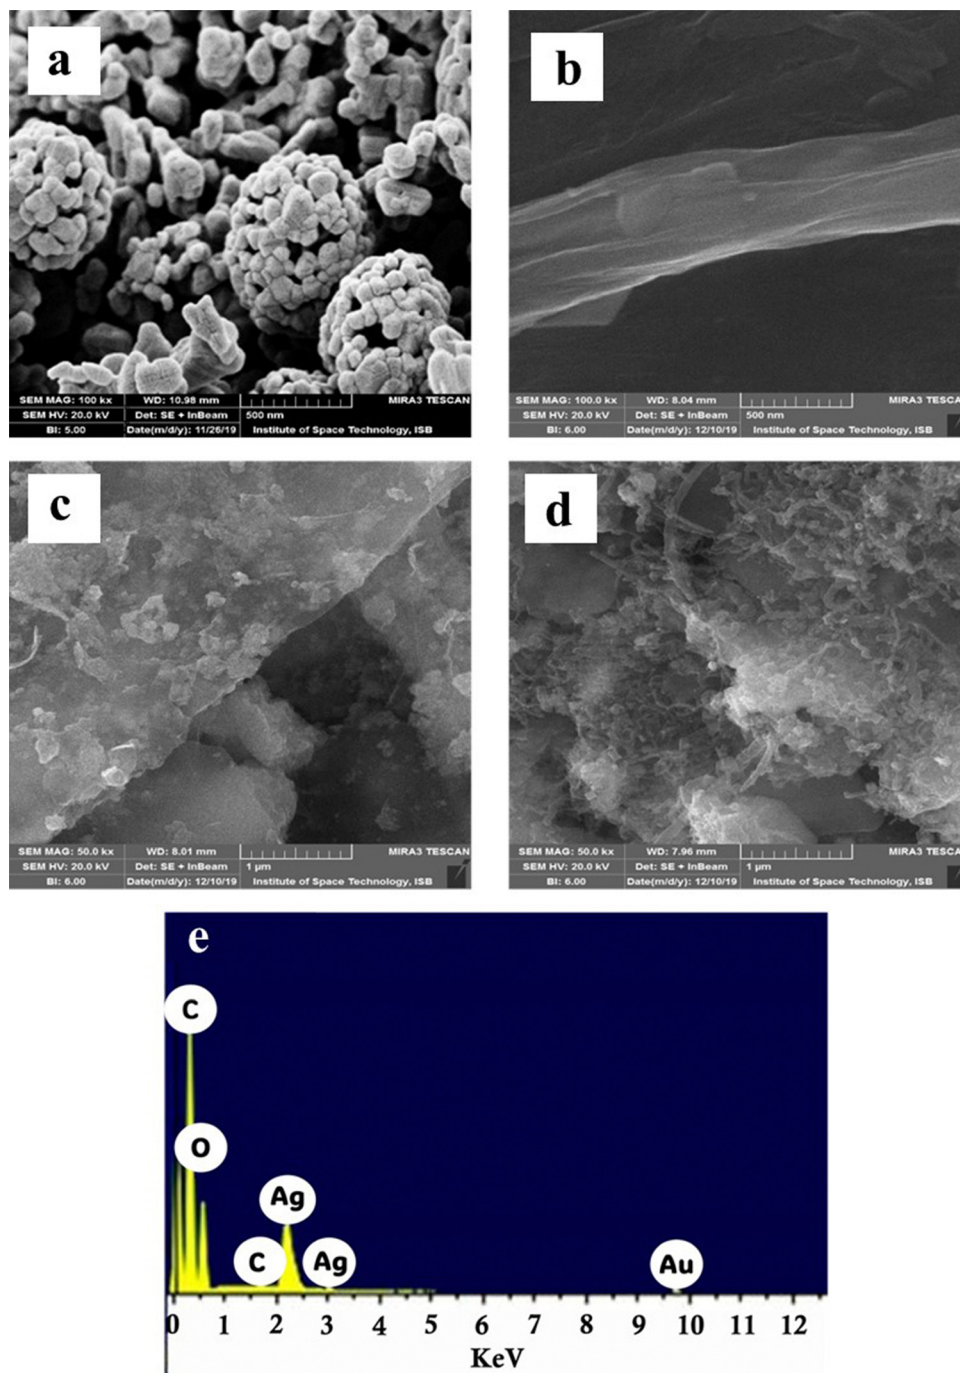 a
SEM MAG: 100 kx WD: 10.98 mm MIRA3 TESCAN
SEM HV: 20.0 kV Det: SE + InBeam 500 nm
BI: 5.00 Date(m/d/y): 11/26/19 Institute of Space Technology, ISB
b
SEM MAG: 100.0 kx WD: 8.04 mm MIRA3 TESCA
SEM HV: 20.0 kV Det: SE + InBeam 500 nm
BI: 6.00 Date(m/d/y): 12/10/19 Institute of Space Technology, ISB
c
SEM MAG: 50.0 kx WD: 8.01 mm MIRA3 TESCAN
SEM HV: 20.0 kV Det: SE + InBeam 1 µm
BI: 6.00 Date(m/d/y): 12/10/19 Institute of Space Technology, ISB
d
SEM MAG: 50.0 kx WD: 7.96 mm MIRA3 TESCA
SEM HV: 20.0 kV Det: SE + InBeam 1 µm
BI: 6.00 Date(m/d/y): 12/10/19 Institute of Space Technology, ISB
e
C
O
Ag
C Ag Au
0 1 2 3 4 5 6 7 8 9 10 11 12
KeV